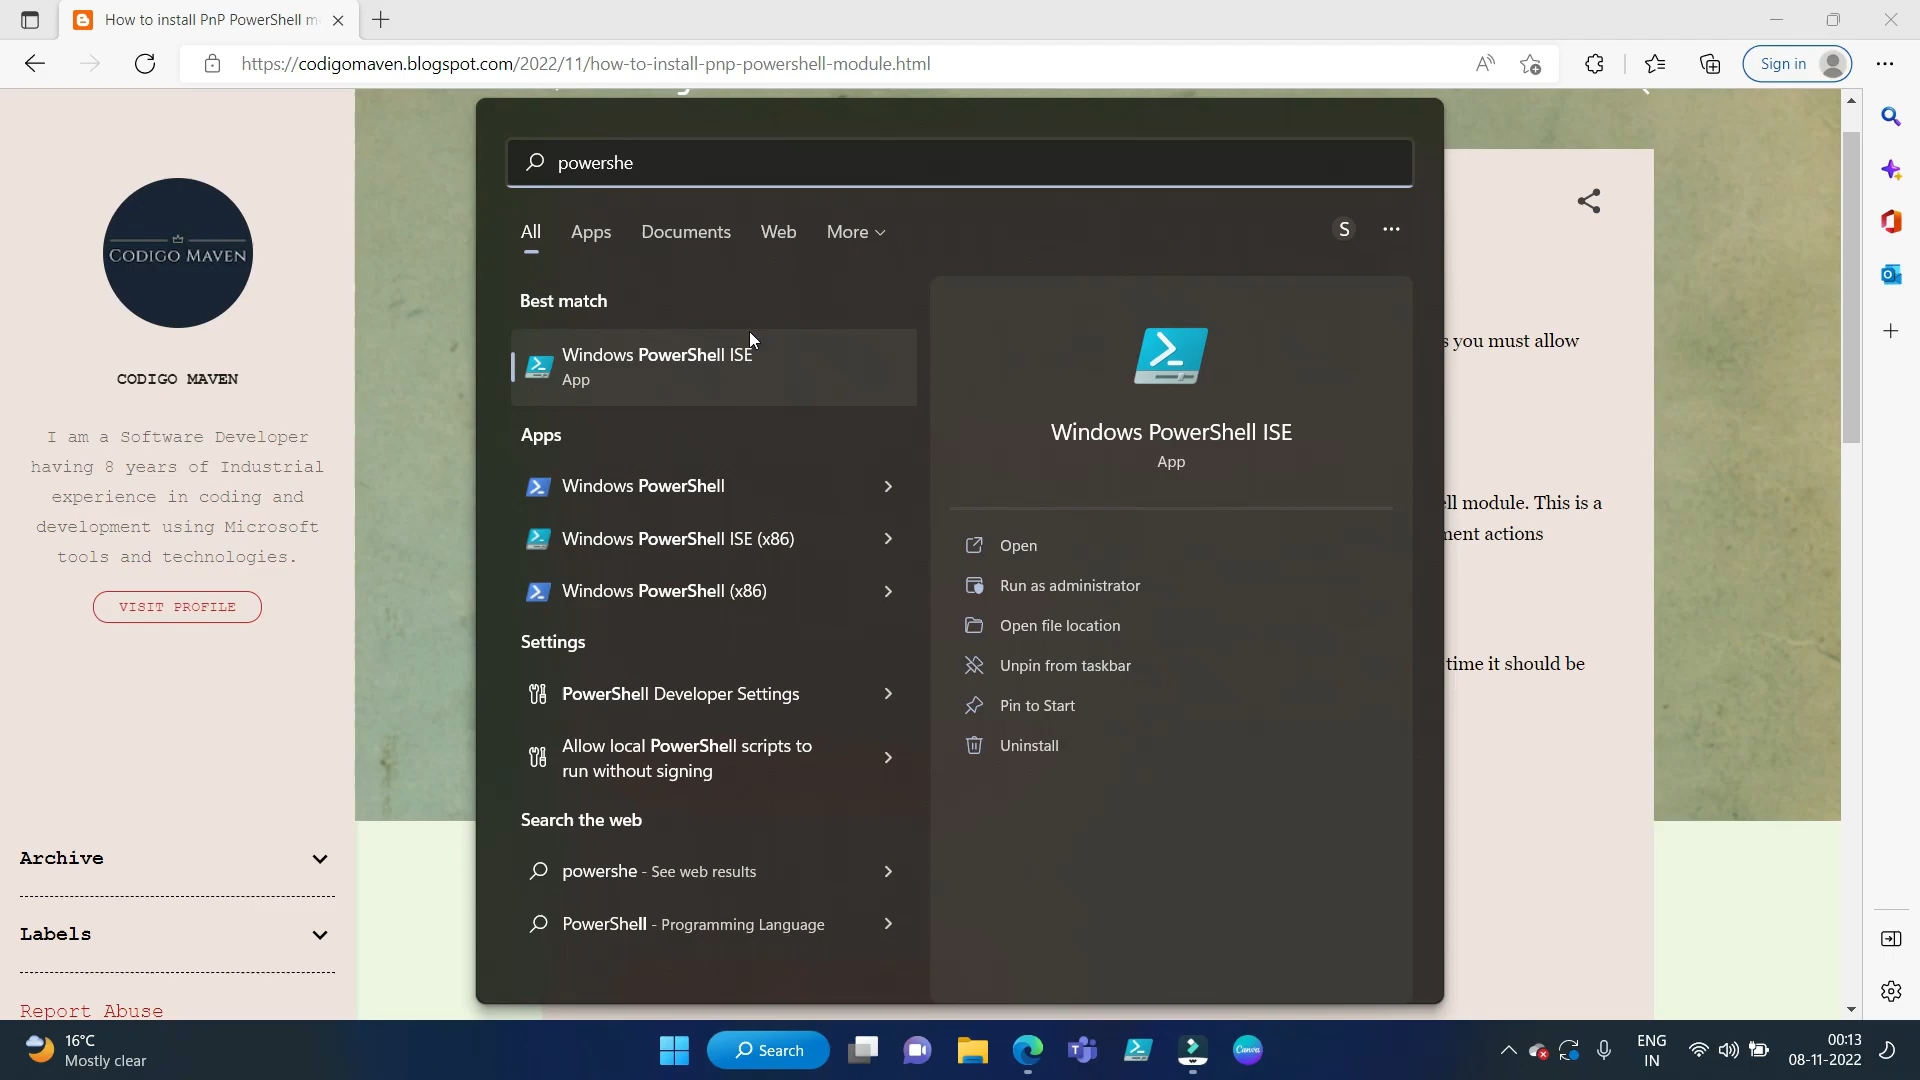 How to install PnP PowerShell m
https://codigomaven.blogspot.com/2022/11/how-to-install-pnp-powershell-module.html
Sign in
CODIGO MAVEN
CODIGO MAVEN
I am a Software Developer
having 8 years of Industrial
experience in coding and
development using Microsoft
tools and technologies.
VISIT PROFILE
Archive
Labels
Report Abuse
powershe
All Apps Documents Web More
S
Best match
Windows PowerShell ISE
App
Apps
Windows PowerShell
Windows PowerShell ISE (x86)
Windows PowerShell (x86)
Settings
PowerShell Developer Settings
Allow local PowerShell scripts to
run without signing
Search the web
powershe - See web results
PowerShell - Programming Language
Windows PowerShell ISE
App
Open
Run as administrator
Open file location
Unpin from taskbar
Pin to Start
Uninstall
s you must allow
ll module. This is a
ment actions
time it should be
16°C
Mostly clear
Search
Canva
ENG
IN
00:13
08-11-2022